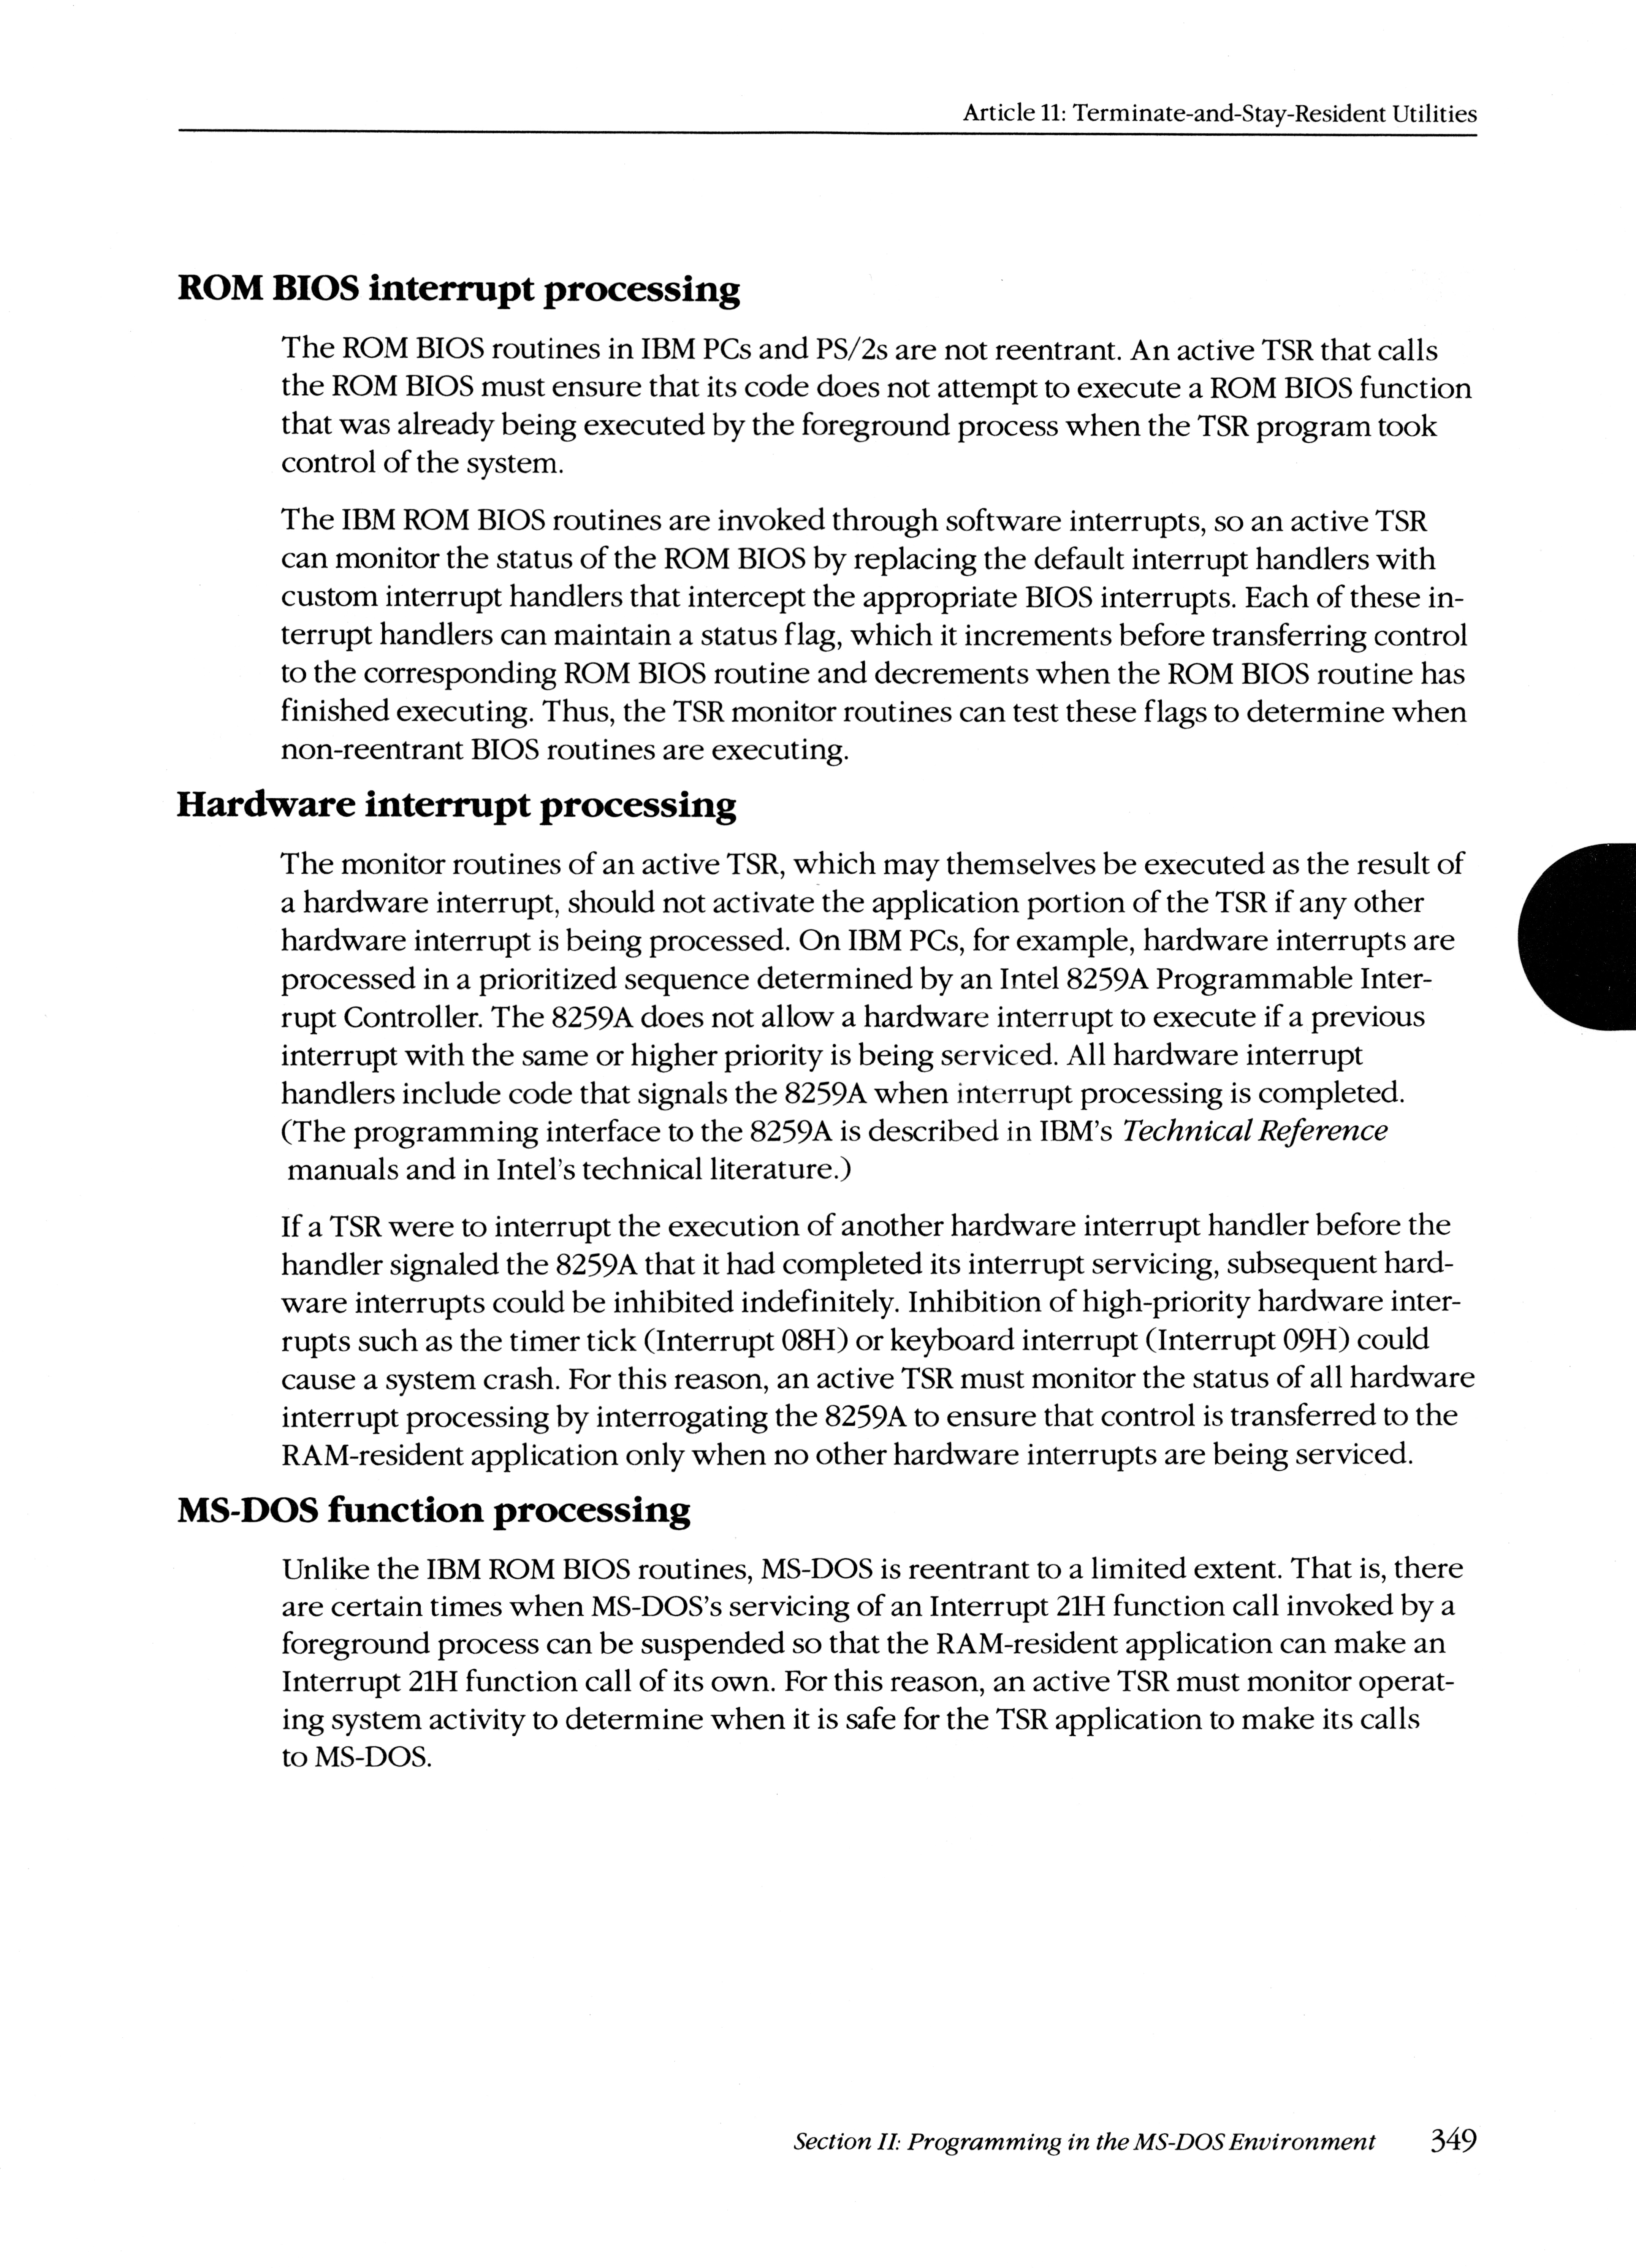 Article 11: Terminate-and-Stay-Resident Utilities
ROM BIOS interrupt processing
The ROM BIOS routines in IBM PCs and PS/2s are not reentrant. An active TSR that calls
the ROM BIOS must ensure that its code does not attempt to execute a ROM BIOS function
that was already being executed by the foreground process when the TSR program took
control of the system.
The IBM ROM BIOS routines are invoked through software interrupts, so an active TSR
can monitor the status of the ROM BIOS by replacing the default interrupt handlers with
custom interrupt handlers that intercept the appropriate BIOS interrupts. Each of these in-
terrupt handlers can maintain a status flag, which it increments before transferring control
to the corresponding ROM BIOS routine and decrements when the ROM BIOS routine has
finished executing. Thus, the TSR monitor routines can test these flags to determine when
non-reentrant BIOS routines are executing.
Hardware interrupt processing
The monitor routines of an active TSR, which may themselves be executed as the result of
a hardware interrupt, should not activate the application portion of the TSR if any other
hardware interrupt is being processed. On IBM PCs, for example, hardware interrupts are
processed in a prioritized sequence determined by an Intel 8259A Programmable Inter-
rupt Controller. The 8259A does not allow a hardware interrupt to execute if a previous
interrupt with the same or higher priority is being serviced. All hardware interrupt
handlers include code that signals the 8259A when interrupt processing is completed.
(The programming interface to the 8259A is described in IBM's Technical Reference
manuals and in Intel's technical literature.)
If a TSR were to interrupt the execution of another hardware interrupt handler before the
handler signaled the 8259A that it had completed its interrupt servicing, subsequent hard-
ware interrupts could be inhibited indefinitely. Inhibition of high-priority hardware inter-
rupts such as the timer tick (Interrupt 08H) or keyboard interrupt (Interrupt 09H) could
cause a system crash. For this reason, an active TSR must monitor the status of all hardware
interrupt processing by interrogating the 8259A to ensure that control is transferred to the
RAM-resident application only when no other hardware interrupts are being serviced.
MS-DOS function processing
Unlike the IBM ROM BIOS routines, MS-DOS is reentrant to a limited extent. That is, there
are certain times when MS-DOS's servicing of an Interrupt 21H function call invoked by a
foreground process can be suspended so that the RAM-resident application can make an
Interrupt 21H function call of its own. For this reason, an active TSR must monitor operat-
ing system activity to determine when it is safe for the TSR application to make its calls
to MS-DOS.
Section II: Programming in the MS-DOS Environment 349